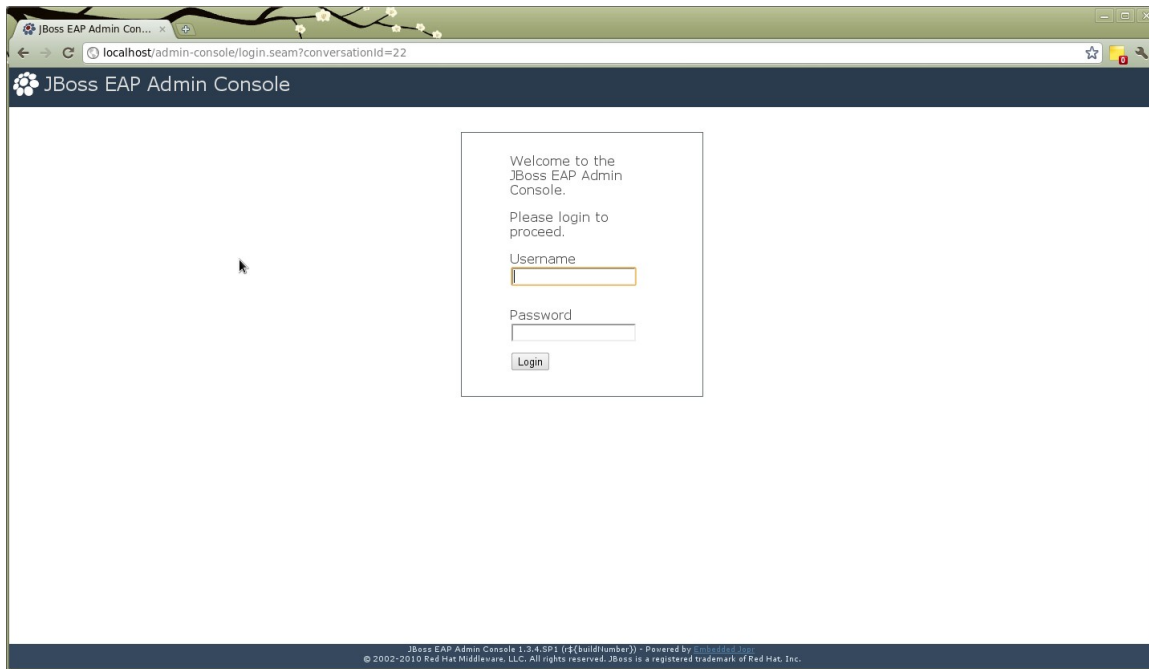 JBoss EAP Admin Con...
localhost/admin-console/login.seam?conversationId=22
0
JBoss EAP Admin Console
Welcome to the
JBoss EAP Admin
Console.
Please login to
proceed.
Username
Password
Login
JBoss EAP Admin Console 1.3.4.SP1 (r${buildNumber}) - Powered by Embedded Jopr
© 2002-2010 Red Hat Middleware, LLC. All rights reserved. JBoss is a registered trademark of Red Hat, Inc.